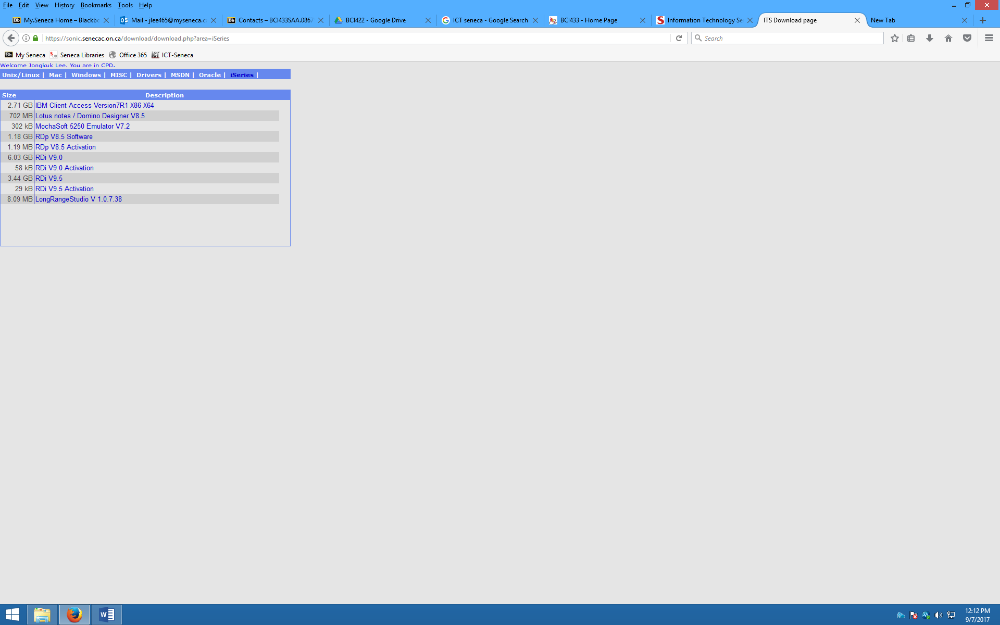 File Edit View History Bookmarks Tools Help
My.Seneca Home – Blackbo Mail - jlee465@myseneca.c Contacts – BCI433SAA.0867 BCI422 - Google Drive ICT seneca - Google Search BCI433 - Home Page Information Technology Se ITS Download page New Tab
https://sonic.senecac.on.ca/download/download.php?area=iSeries Search
My Seneca Seneca Libraries Office 365 ICT-Seneca
Welcome Jongkuk Lee. You are in CPD.
Unix/Linux | Mac | Windows | MISC | Drivers | MSDN | Oracle | iSeries |
Size Description
2.71 GB IBM Client Access Version7R1 X86 X64
702 MB Lotus notes / Domino Designer V8.5
302 kB MochaSoft 5250 Emulator V7.2
1.18 GB RDp V8.5 Software
1.19 MB RDp V8.5 Activation
6.03 GB RDi V9.0
58 kB RDi V9.0 Activation
3.44 GB RDi V9.5
29 kB RDi V9.5 Activation
8.09 MB LongRangeStudio V 1.0.7.38
12:12 PM
9/7/2017